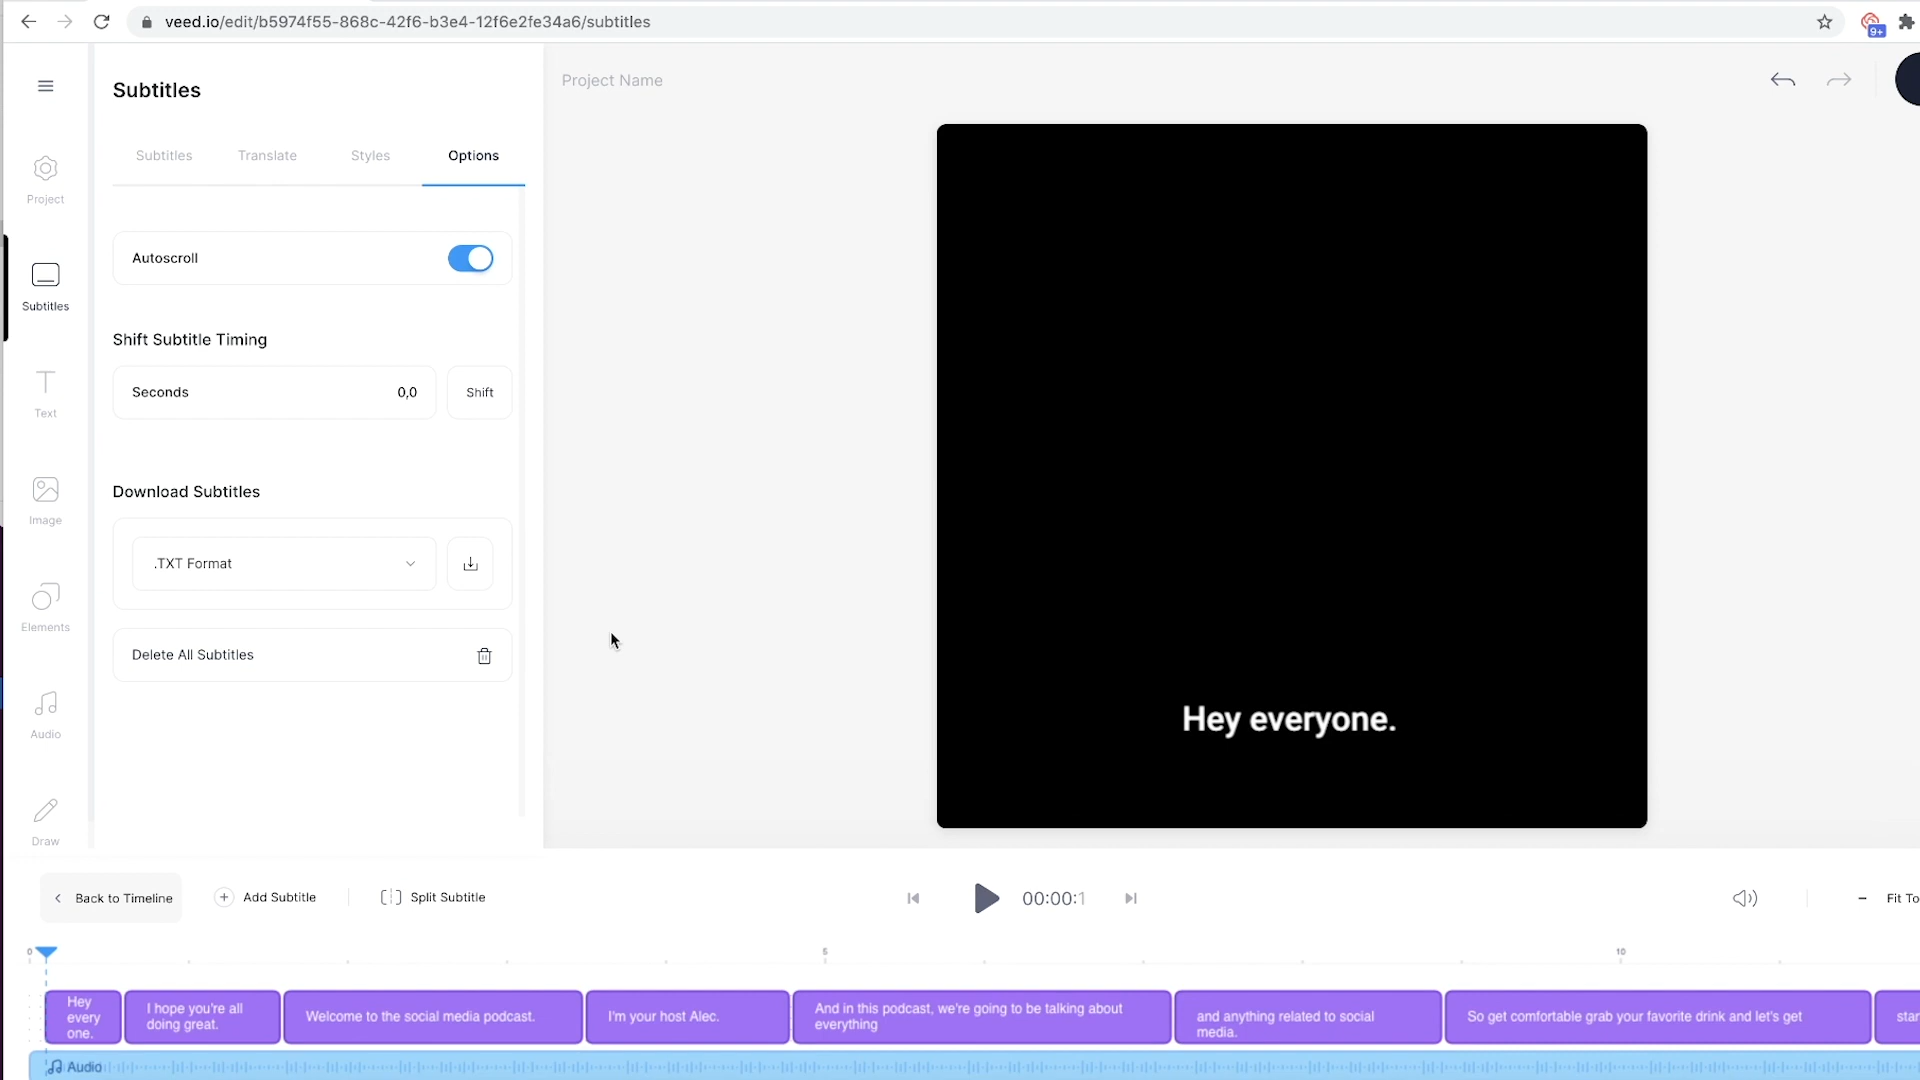 veed.io/edit/b5974f55-868c-42f6-b3e4-12f6e2fe34a6/subtitles
9+
Subtitles
Project Name
Subtitles
Translate
Styles
Options
Project
Autoscroll
Subtitles
Shift Subtitle Timing
Seconds
0,0
Shift
Text
Download Subtitles
Image
.TXT Format
Elements
Delete All Subtitles
Audio
Hey everyone.
Draw
Back to Timeline
Add Subtitle
Split Subtitle
00:00:1
Fit To
0
5
10
Hey
every
one.
I hope you're all
doing great.
Welcome to the social media podcast.
I'm your host Alec.
And in this podcast, we're going to be talking about
everything
and anything related to social
media.
So get comfortable grab your favorite drink and let's get
star
Audio